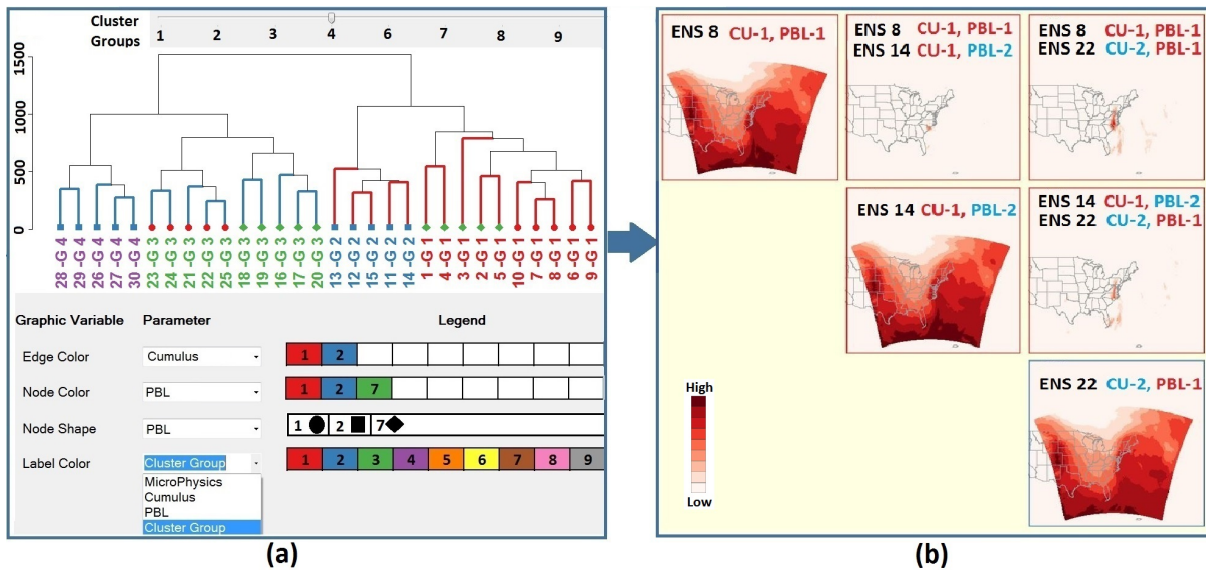 Cluster
Groups
1 2 3 4 6 7 8 9
0 500 1000 1500
28 -G 4
29 -G 4
26 -G 4
27 -G 4
30 -G 4
23 -G 3
24 -G 3
21 -G 3
22 -G 3
25 -G 3
18 -G 3
19 -G 3
16 -G 3
17 -G 3
20 -G 3
13 -G 2
12 -G 2
15 -G 2
11 -G 2
14 -G 2
1 -G 1
4 -G 1
3 -G 1
2 -G 1
5 -G 1
10 -G 1
7 -G 1
8 -G 1
6 -G 1
9 -G 1
Graphic Variable Parameter Legend
Edge Color Cumulus 1 2
Node Color PBL 1 2 7
Node Shape PBL 1 2 7
Label Color Cluster Group 1 2 3 4 5 6 7 8 9
MicroPhysics
Cumulus
PBL
Cluster Group
(a)
ENS 8 CU-1, PBL-1
ENS 8 CU-1, PBL-1
ENS 14 CU-1, PBL-2
ENS 8 CU-1, PBL-1
ENS 22 CU-2, PBL-1
ENS 14 CU-1, PBL-2
ENS 14 CU-1, PBL-2
ENS 22 CU-2, PBL-1
ENS 22 CU-2, PBL-1
High
Low
(b)